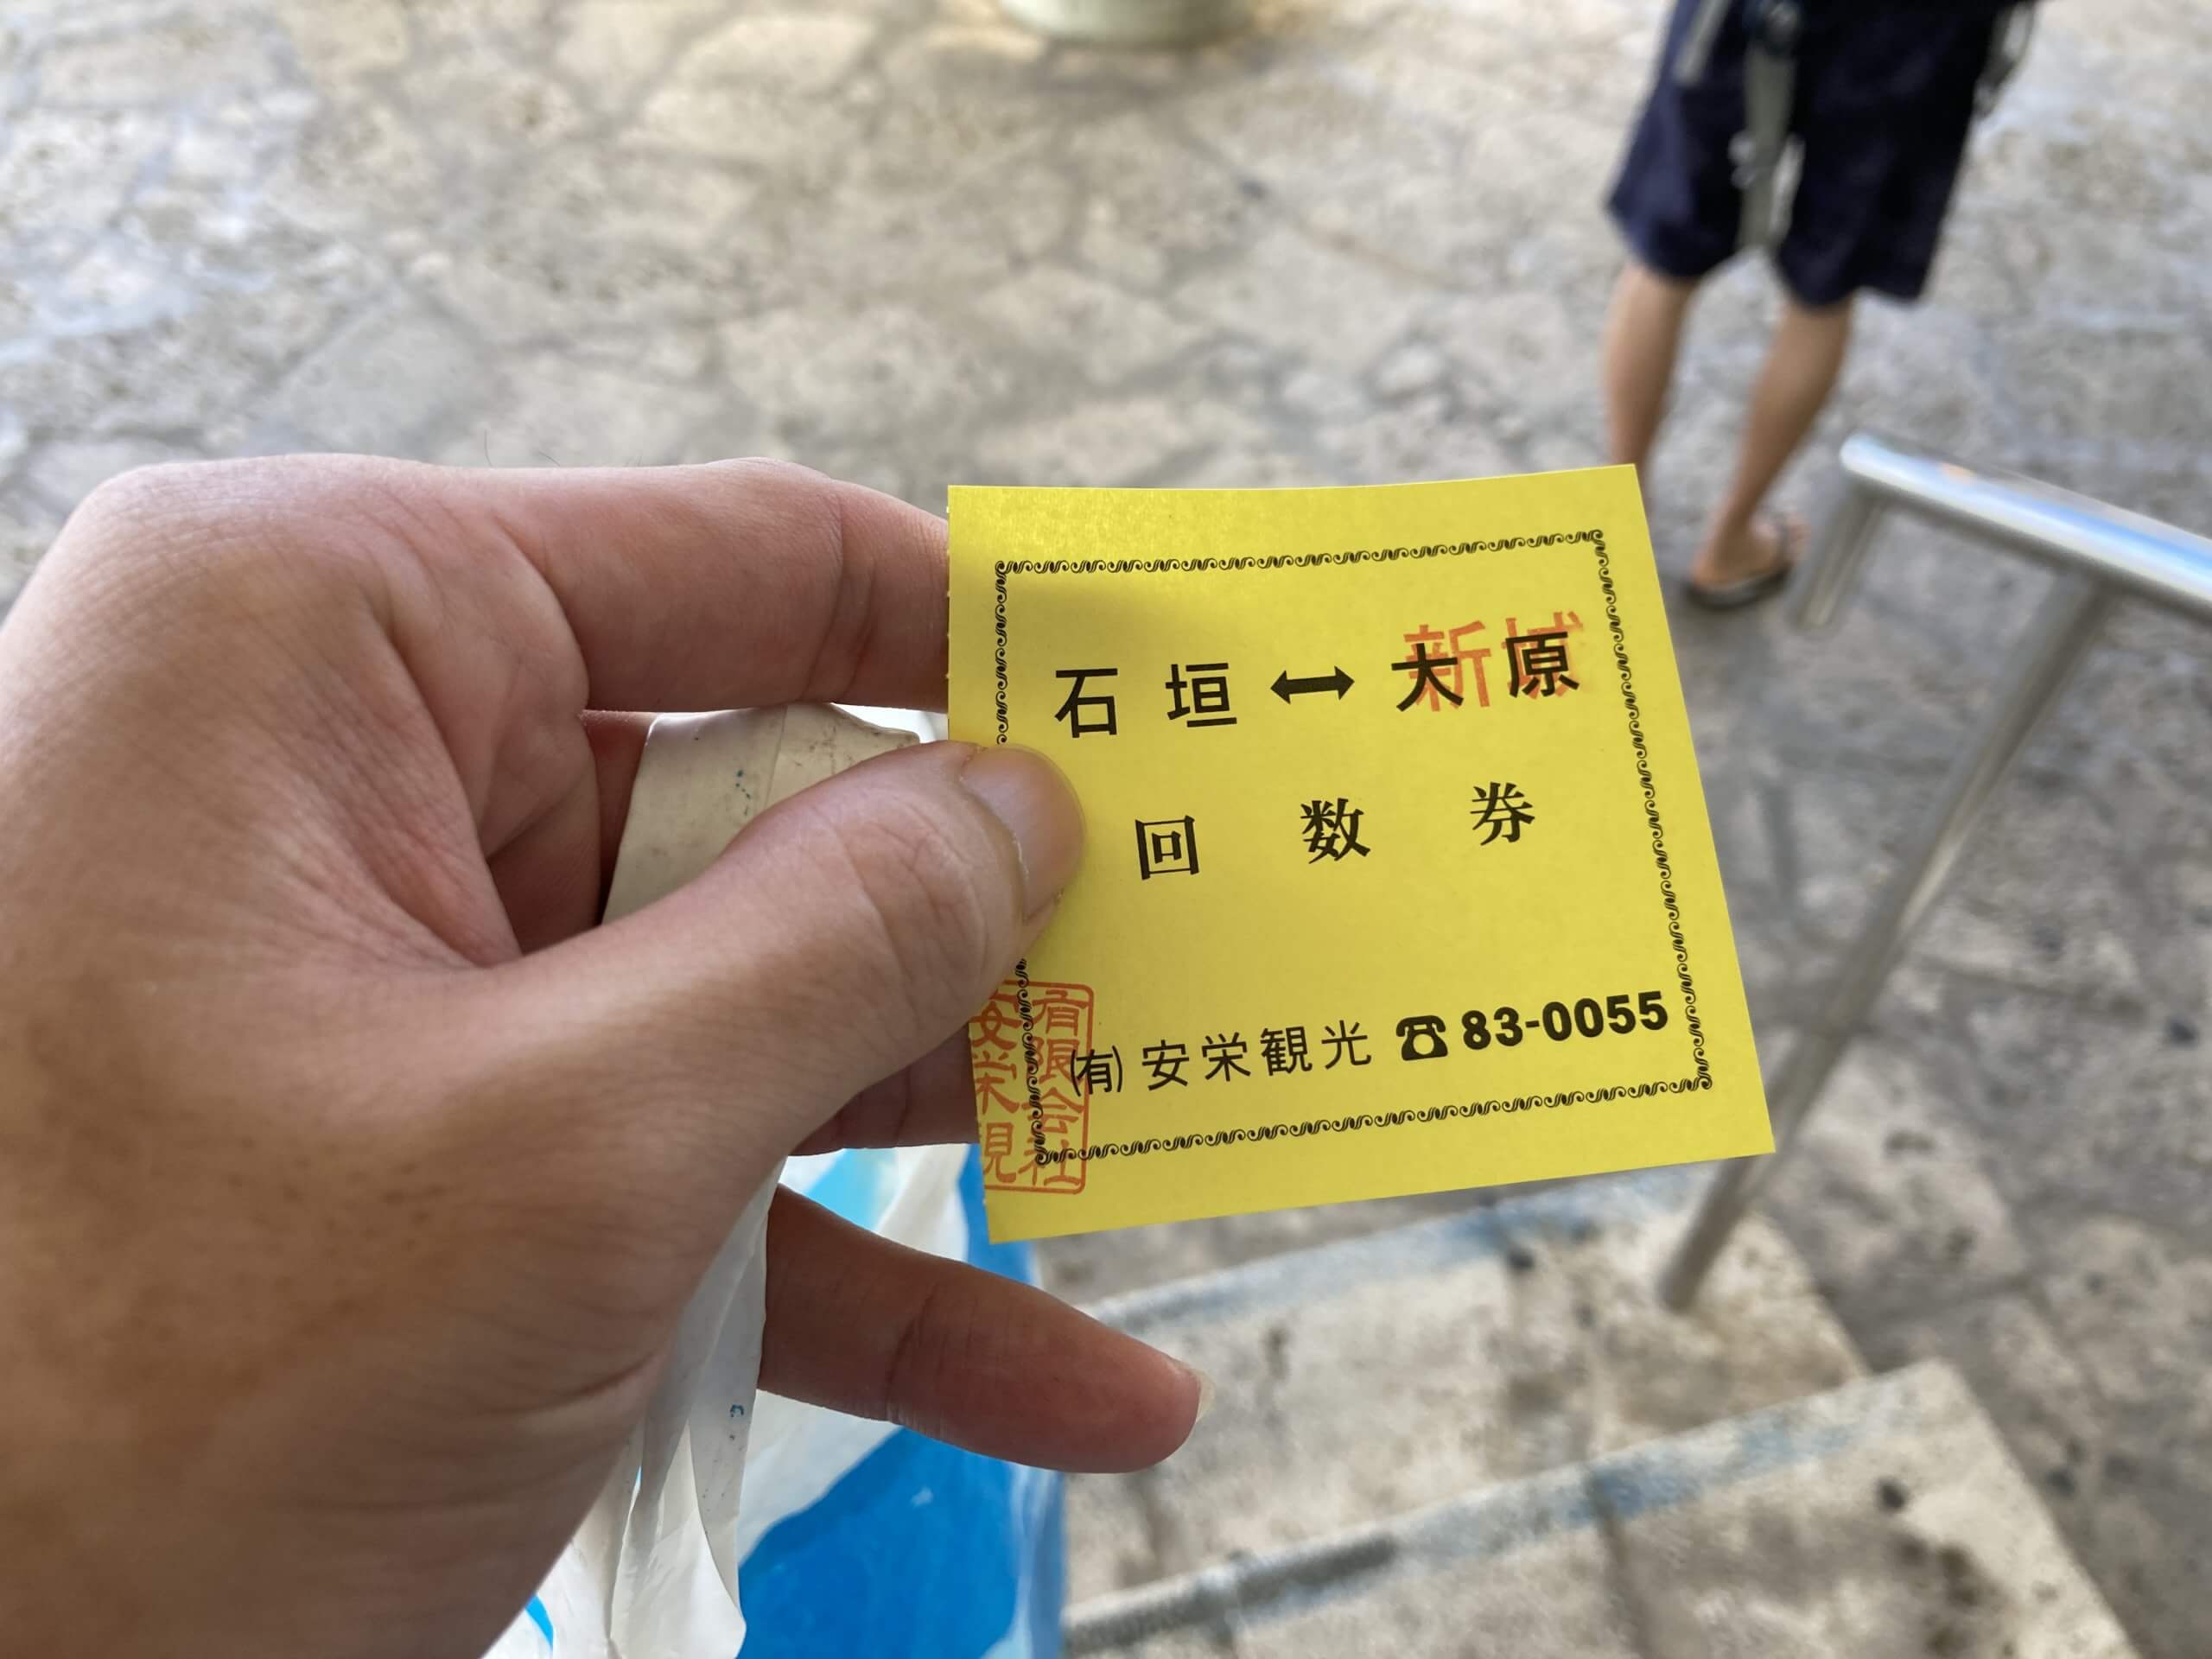 石垣↔大原
新城
回数券
㈲安栄観光 ☎83-0055
有限会社
安栄観